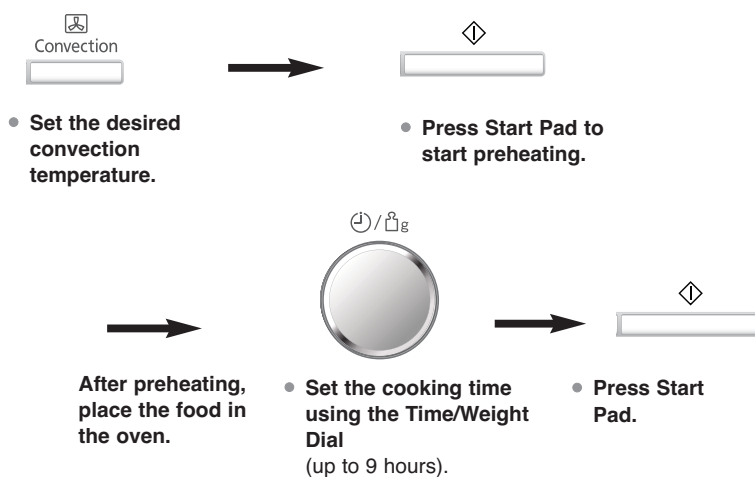 Convection
• Set the desired
convection
temperature.
• Press Start Pad to
start preheating.
/ g
After preheating,
place the food in
the oven.
• Set the cooking time
using the Time/Weight
Dial
(up to 9 hours).
• Press Start
Pad.